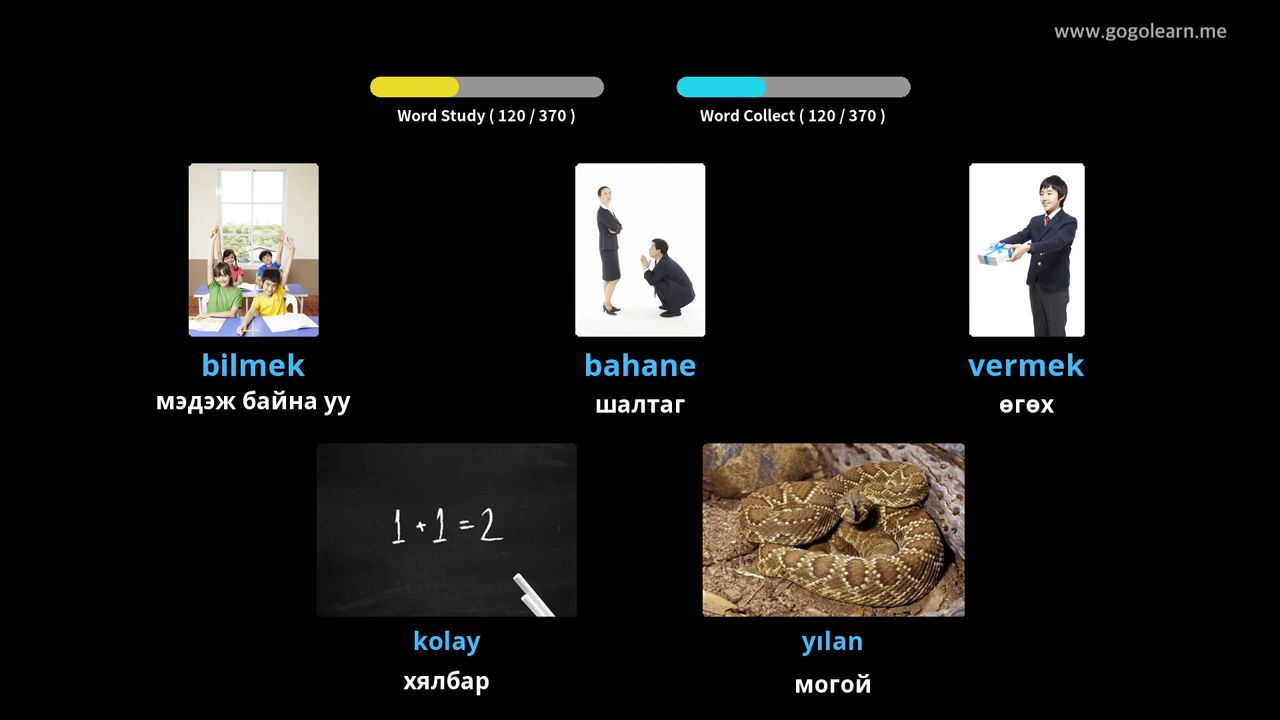 www.gogolearn.me
Word Study ( 120 / 370 )
Word Collect ( 120 / 370 )
bilmek
мэдэж байна уу
bahane
шалтаг
vermek
өгөх
1 + 1 = 2
kolay
хялбар
yılan
могой